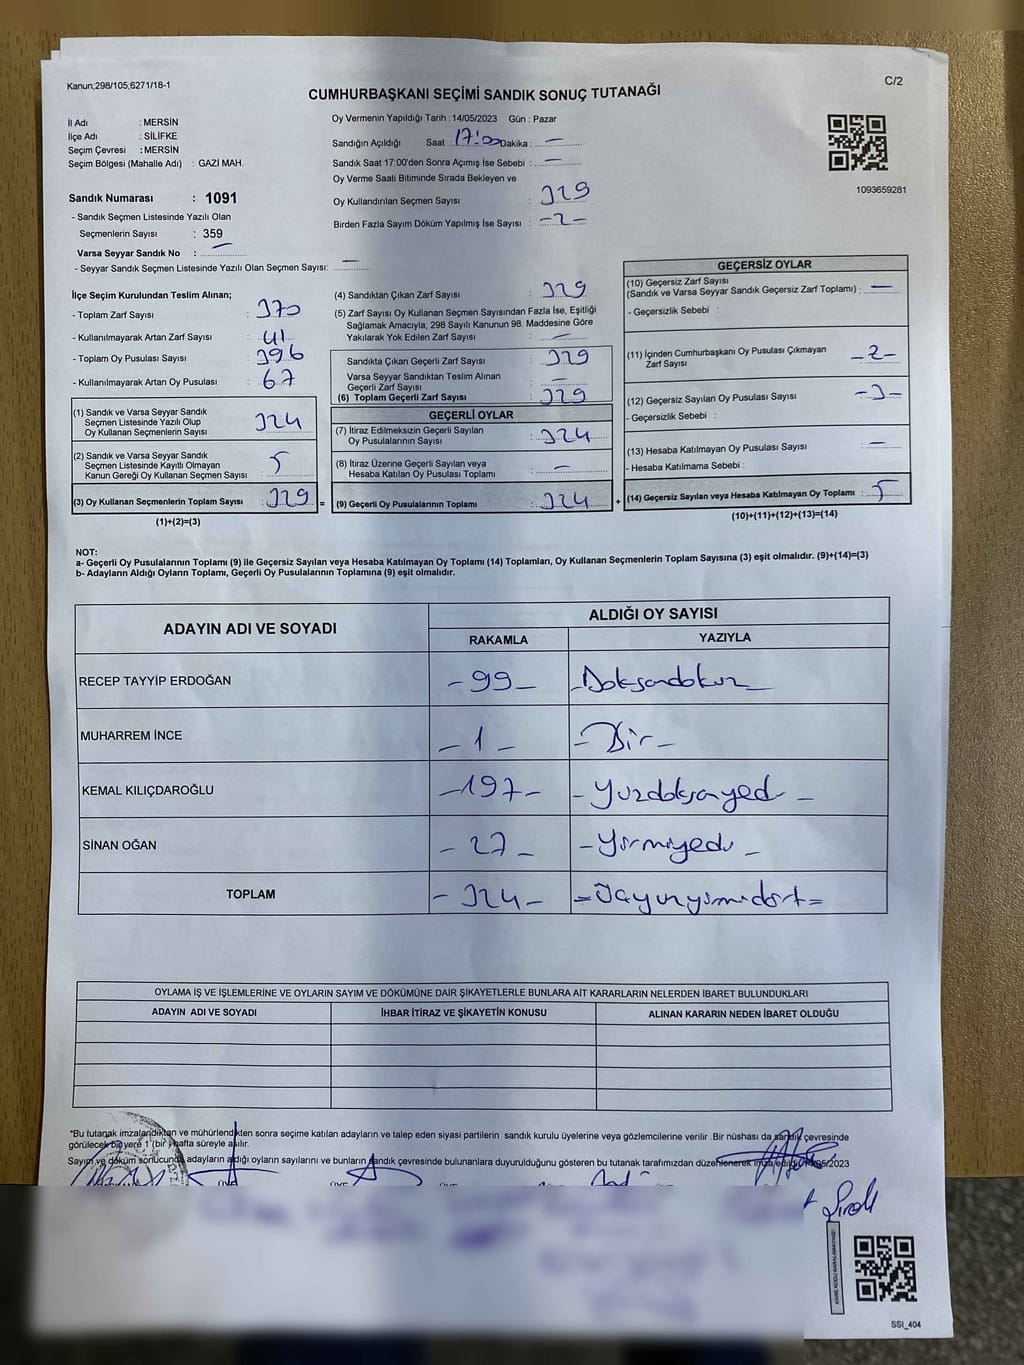 Kanun;298/105;6271/18-1
C/2
CUMHURBAŞKANI SEÇİMİ SANDIK SONUÇ TUTANAĞI
İl Adı : MERSİN
İlçe Adı : SİLİFKE
Seçim Çevresi : MERSİN
Seçim Bölgesi (Mahalle Adı) : GAZİ MAH.
Oy Vermenin Yapıldığı Tarih : 14/05/2023 Gün : Pazar
Sandığın Açıldığı Saat : 17:00 Dakika : —
Sandık Saat 17:00'den Sonra Açımış İse Sebebi : —
Oy Verme Saati Bitiminde Sırada Bekleyen ve
Oy Kullandırılan Seçmen Sayısı : 329
Birden Fazla Sayım Döküm Yapılmış İse Sayısı : -2-
1093659281
Sandık Numarası : 1091
- Sandık Seçmen Listesinde Yazılı Olan
Seçmenlerin Sayısı : 359
Varsa Seyyar Sandık No : —
- Seyyar Sandık Seçmen Listesinde Yazılı Olan Seçmen Sayısı: —
İlçe Seçim Kurulundan Teslim Alınan;
- Toplam Zarf Sayısı : 370
- Kullanılmayarak Artan Zarf Sayısı : 41
- Toplam Oy Pusulası Sayısı : 396
- Kullanılmayarak Artan Oy Pusulası : 67
(1) Sandık ve Varsa Seyyar Sandık
Seçmen Listesinde Yazılı Olup
Oy Kullanan Seçmenlerin Sayısı : 324
(2) Sandık ve Varsa Seyyar Sandık
Seçmen Listesinde Kayıtlı Olmayan
Kanun Gereği Oy Kullanan Seçmen Sayısı : 5
(3) Oy Kullanan Seçmenlerin Toplam Sayısı : 329 =
(1)+(2)=(3)
(4) Sandıktan Çıkan Zarf Sayısı : 329
(5) Zarf Sayısı Oy Kullanan Seçmen Sayısından Fazla İse, Eşitliği
Sağlamak Amacıyla; 298 Sayılı Kanunun 98. Maddesine Göre
Yakılarak Yok Edilen Zarf Sayısı : —
Sandıkta Çıkan Geçerli Zarf Sayısı : 329
Varsa Seyyar Sandıktan Teslim Alınan
Geçerli Zarf Sayısı : —
(6) Toplam Geçerli Zarf Sayısı : 329
GEÇERLİ OYLAR
(7) İtiraz Edilmeksizin Geçerli Sayılan
Oy Pusulalarının Sayısı : 324
(8) İtiraz Üzerine Geçerli Sayılan veya
Hesaba Katılan Oy Pusulası Toplamı : —
(9) Geçerli Oy Pusulalarının Toplamı : 324 +
GEÇERSİZ OYLAR
(10) Geçersiz Zarf Sayısı
(Sandık ve Varsa Seyyar Sandık Geçersiz Zarf Toplamı) : —
- Geçersizlik Sebebi :
(11) İçinden Cumhurbaşkanı Oy Pusulası Çıkmayan
Zarf Sayısı : -2-
(12) Geçersiz Sayılan Oy Pusulası Sayısı : -3-
- Geçersizlik Sebebi :
(13) Hesaba Katılmayan Oy Pusulası Sayısı : —
- Hesaba Katılmama Sebebi :
(14) Geçersiz Sayılan veya Hesaba Katılmayan Oy Toplamı : 5
(10)+(11)+(12)+(13)=(14)
NOT:
a- Geçerli Oy Pusulalarının Toplamı (9) ile Geçersiz Sayılan veya Hesaba Katılmayan Oy Toplamı (14) Toplamları, Oy Kullanan Seçmenlerin Toplam Sayısına (3) eşit olmalıdır. (9)+(14)=(3)
b- Adayların Aldığı Oyların Toplamı, Geçerli Oy Pusulalarının Toplamına (9) eşit olmalıdır.
ADAYIN ADI VE SOYADI
ALDIĞI OY SAYISI
RAKAMLA YAZIYLA
RECEP TAYYİP ERDOĞAN -99- -Doksandokuz-
MUHARREM İNCE -1- -Bir-
KEMAL KILIÇDAROĞLU -197- -Yüzdoksanyedi-
SİNAN OĞAN -27- -Yirmiyedi-
TOPLAM -324- =Üçyüzyirmidört=
OYLAMA İŞ VE İŞLEMLERİNE VE OYLARIN SAYIM VE DÖKÜMÜNE DAİR ŞİKAYETLERLE BUNLARA AİT KARARLARIN NELERDEN İBARET BULUNDUKLARI
ADAYIN ADI VE SOYADI İHBAR İTİRAZ VE ŞİKAYETİN KONUSU ALINAN KARARIN NEDEN İBARET OLDUĞU
*Bu tutanak imzalandıktan ve mühürlendikten sonra seçime katılan adayların ve talep eden siyasi partilerin sandık kurulu üyelerine veya gözlemcilerine verilir .Bir nüshası da sandık çevresinde
görülecek bir yere 1 (bir) hafta süreyle asılır.
Sayım ve döküm sonucunda adayların aldığı oyların sayılarını ve bunların sandık çevresinde bulunanlara duyurulduğunu gösteren bu tutanak tarafımızdan düzenlenerek imza edildi. 14/05/2023
KARE KODU KARALAMAYINIZ!
SSI_404